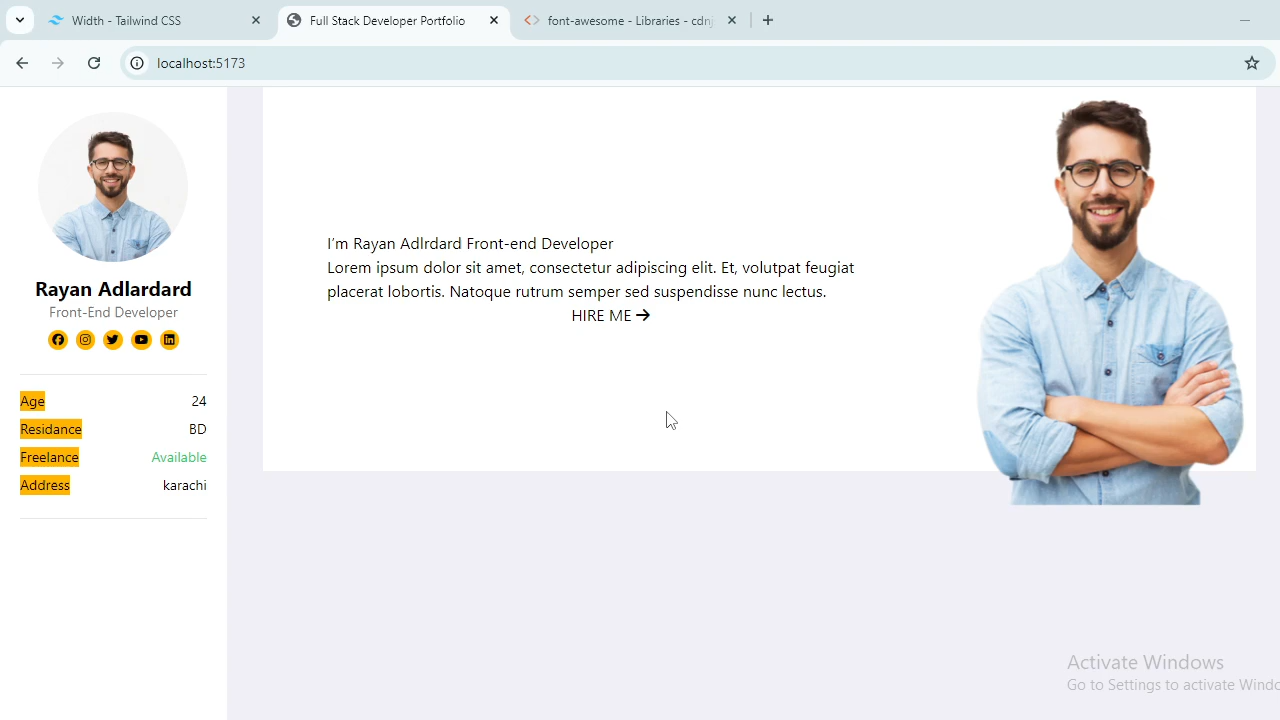 Width - Tailwind CSS
Full Stack Developer Portfolio
font-awesome - Libraries - cdnj
localhost:5173
Rayan Adlardard
Front-End Developer
Age 24
Residance BD
Freelance Available
Address karachi
I'm Rayan Adlrdard Front-end Developer
Lorem ipsum dolor sit amet, consectetur adipiscing elit. Et, volutpat feugiat
placerat lobortis. Natoque rutrum semper sed suspendisse nunc lectus.
HIRE ME
Activate Windows
Go to Settings to activate Windo